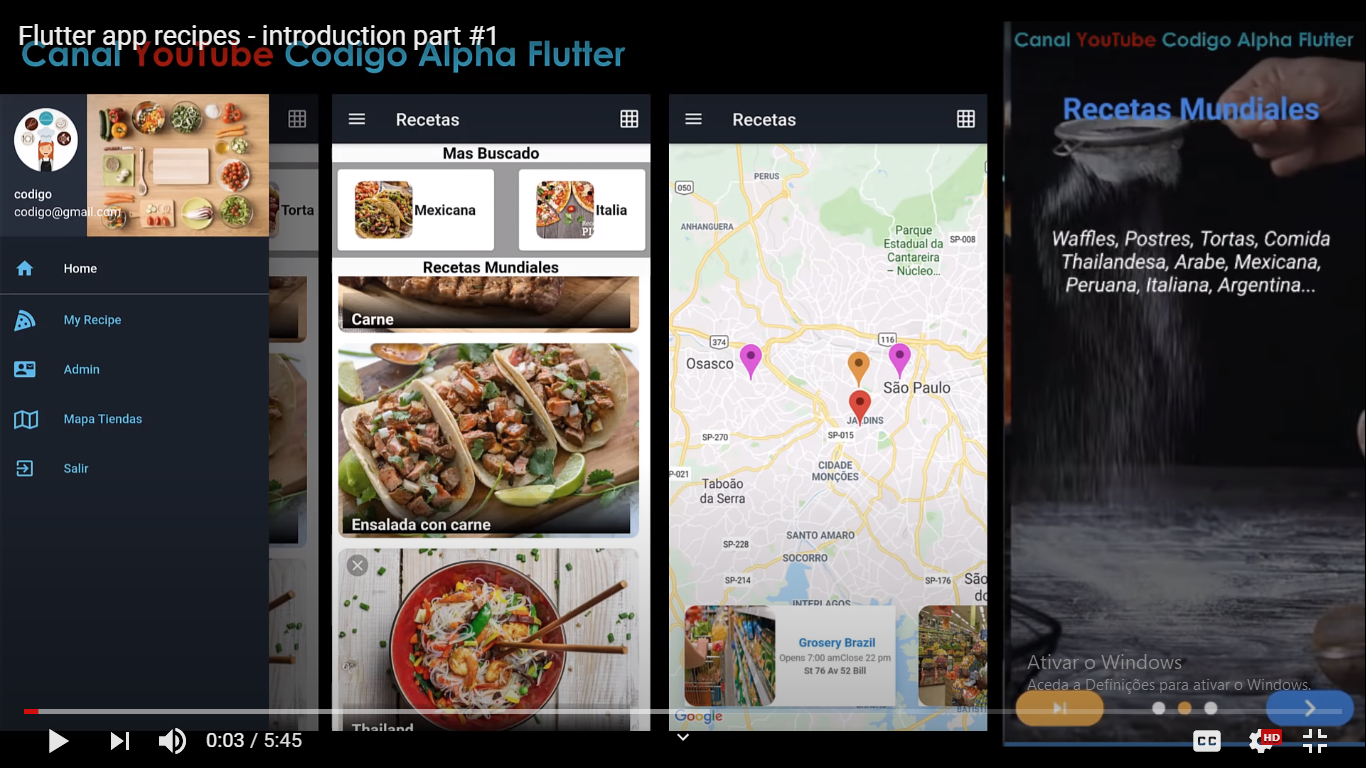 Flutter app recipes - introduction part #1
Canal YouTube Codigo Alpha Flutter
codigo
codigo@gmail.com
Home
My Recipe
Admin
Mapa Tiendas
Salir
Torta
Recetas
Mas Buscado
Mexicana
Italia
Recetas Mundiales
Carne
Ensalada con carne
Thailand
Recetas
PERUS
050
ANHANGUERA
SP-008
Parque
Estadual da
Cantareira
– Núcleo...
374
116
Osasco
São Paulo
JARDINS
SP-015
SP-270
P-021
CIDADE
MONÇÕES
Taboão
da Serra
SANTO AMARO
SP-228
SOCORRO
SP-214
SP-176
São
do
INTERLAGOS
Grosery Brazil
Opens 7:00 amClose 22 pm
St 76 Av 52 Bill
Google
Canal YouTube Codigo Alpha Flutter
Recetas Mundiales
Waffles, Postres, Tortas, Comida
Thailandesa, Arabe, Mexicana,
Peruana, Italiana, Argentina...
Ativar o Windows
Aceda a Definições para ativar o Windows.
0:03 / 5:45
CC
HD